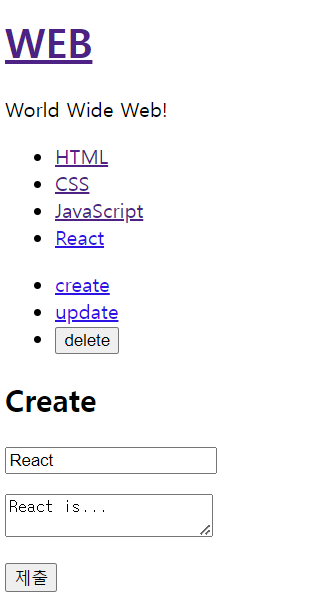 WEB
World Wide Web!
HTML
CSS
JavaScript
React
create
update
delete
Create
React
React is...
제출